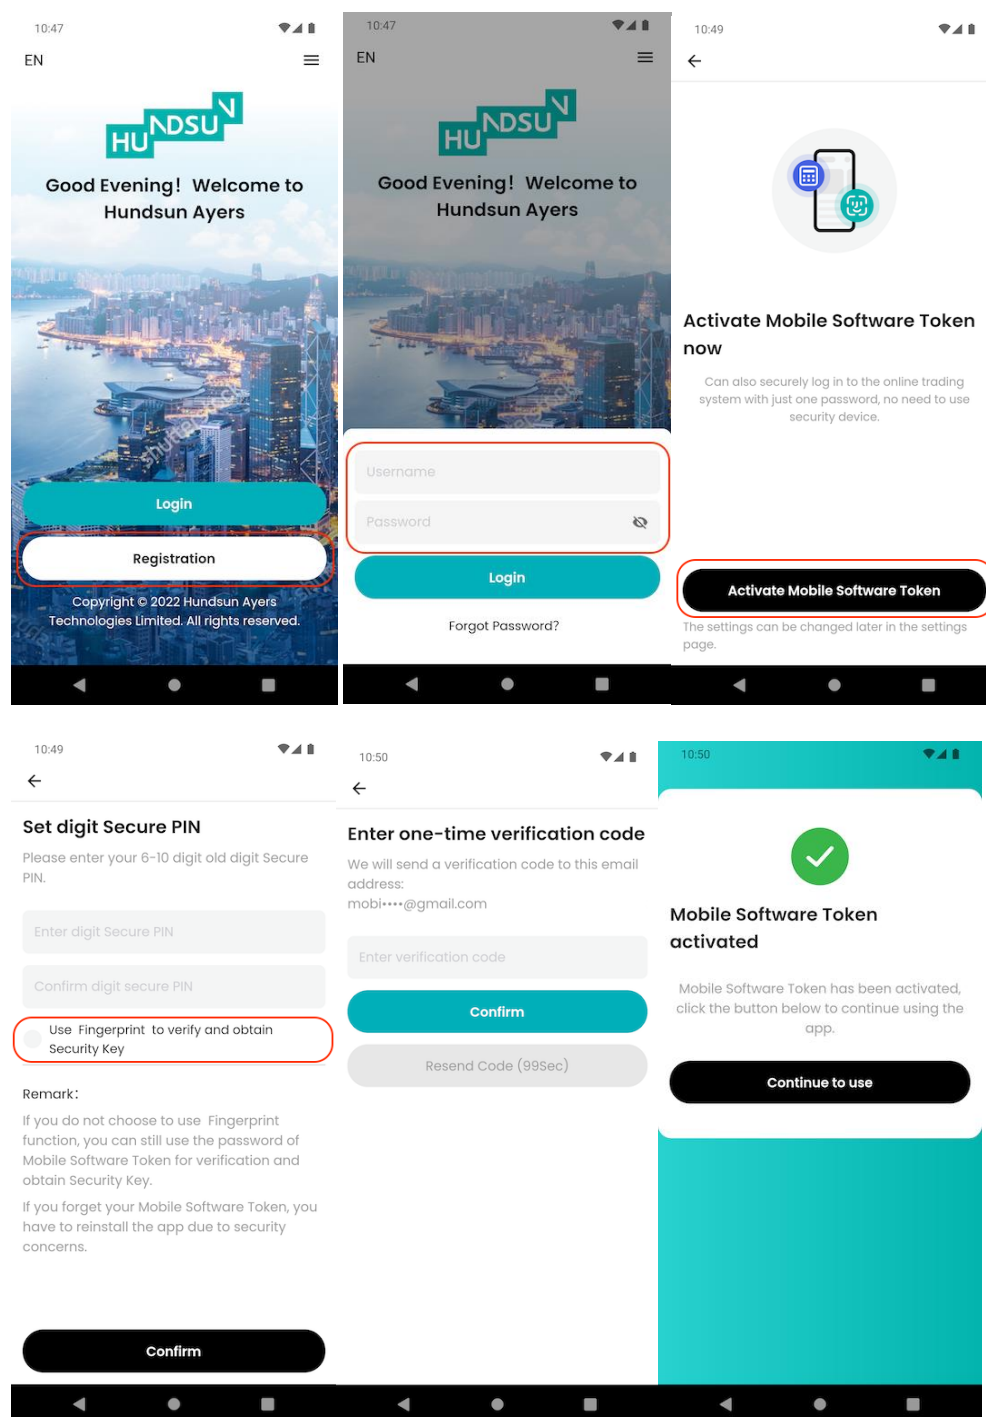 10:47
EN
HUNDSUN
Good Evening!  Welcome to
Hundsun Ayers
shutterstock
Login
Registration
Copyright © 2022 Hundsun Ayers
Technologies Limited. All rights reserved.
10:47
EN
HUNDSUN
Good Evening!  Welcome to
Hundsun Ayers
Username
Password
Login
Forgot Password?
10:49
Activate Mobile Software Token
now
Can also securely log in to the online trading
system with just one password, no need to use
security device.
Activate Mobile Software Token
The settings can be changed later in the settings
page.
10:49
Set digit Secure PIN
Please enter your 6-10 digit old digit Secure
PIN.
Enter digit Secure PIN
Confirm digit secure PIN
Use  Fingerprint  to verify and obtain
Security Key
Remark:
If you do not choose to use  Fingerprint
function, you can still use the password of
Mobile Software Token for verification and
obtain Security Key.
If you forget your Mobile Software Token, you
have to reinstall the app due to security
concerns.
Confirm
10:50
Enter one-time verification code
We will send a verification code to this email
address:
mobi••••@gmail.com
Enter verification code
Confirm
Resend Code (99Sec)
10:50
Mobile Software Token
activated
Mobile Software Token has been activated,
click the button below to continue using the
app.
Continue to use